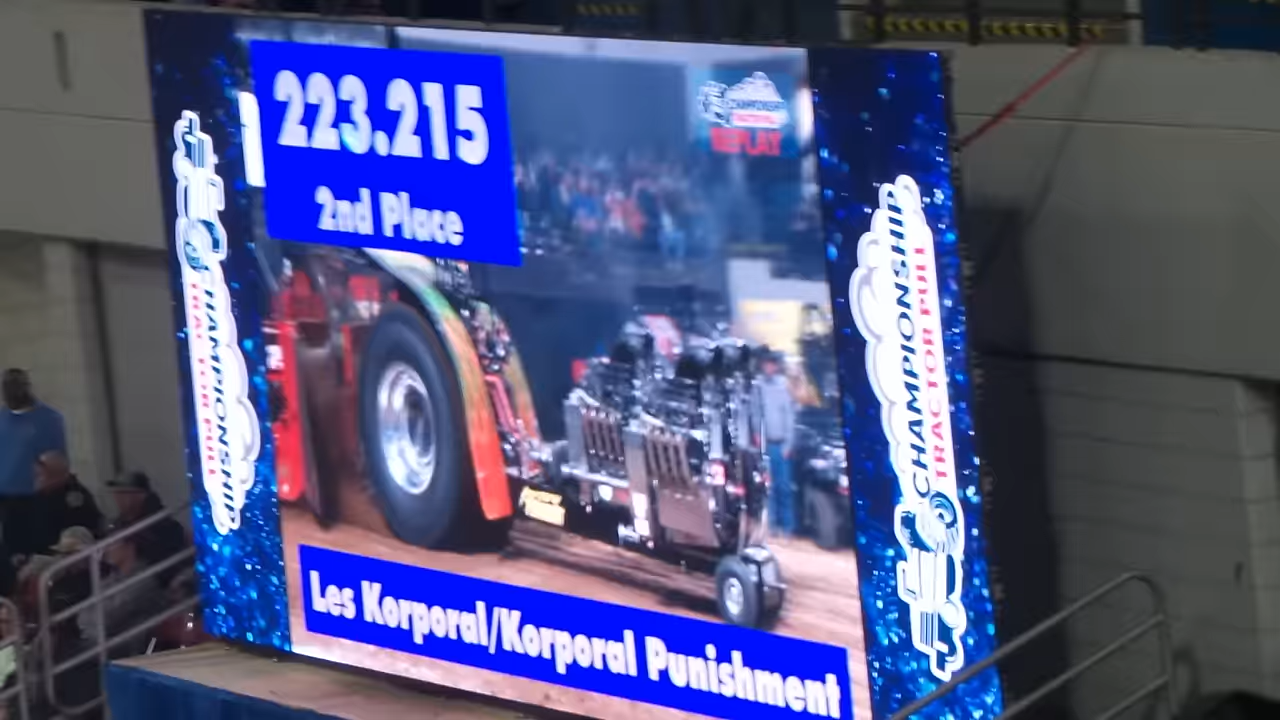 223.215
2nd Place
REPLAY
CHAMPIONSHIP
TRACTOR PULL
CHAMPIONSHIP
TRACTOR PULL
Les Korporal/Korporal Punishment